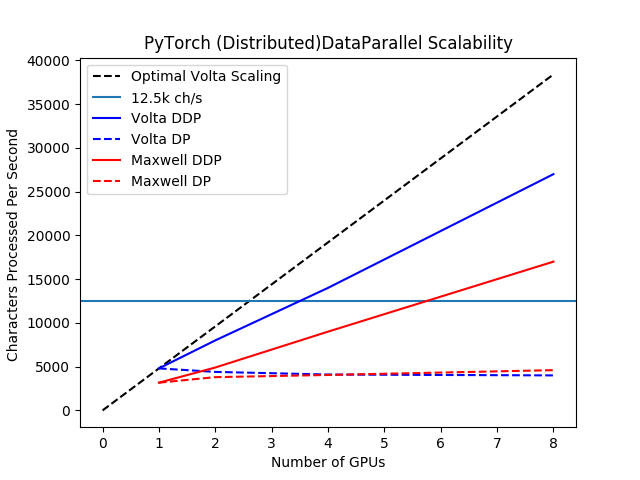 PyTorch (Distributed)DataParallel Scalability
Characters Processed Per Second
40000
35000
30000
25000
20000
15000
10000
5000
0
Optimal Volta Scaling
12.5k ch/s
Volta DDP
Volta DP
Maxwell DDP
Maxwell DP
0 1 2 3 4 5 6 7 8
Number of GPUs